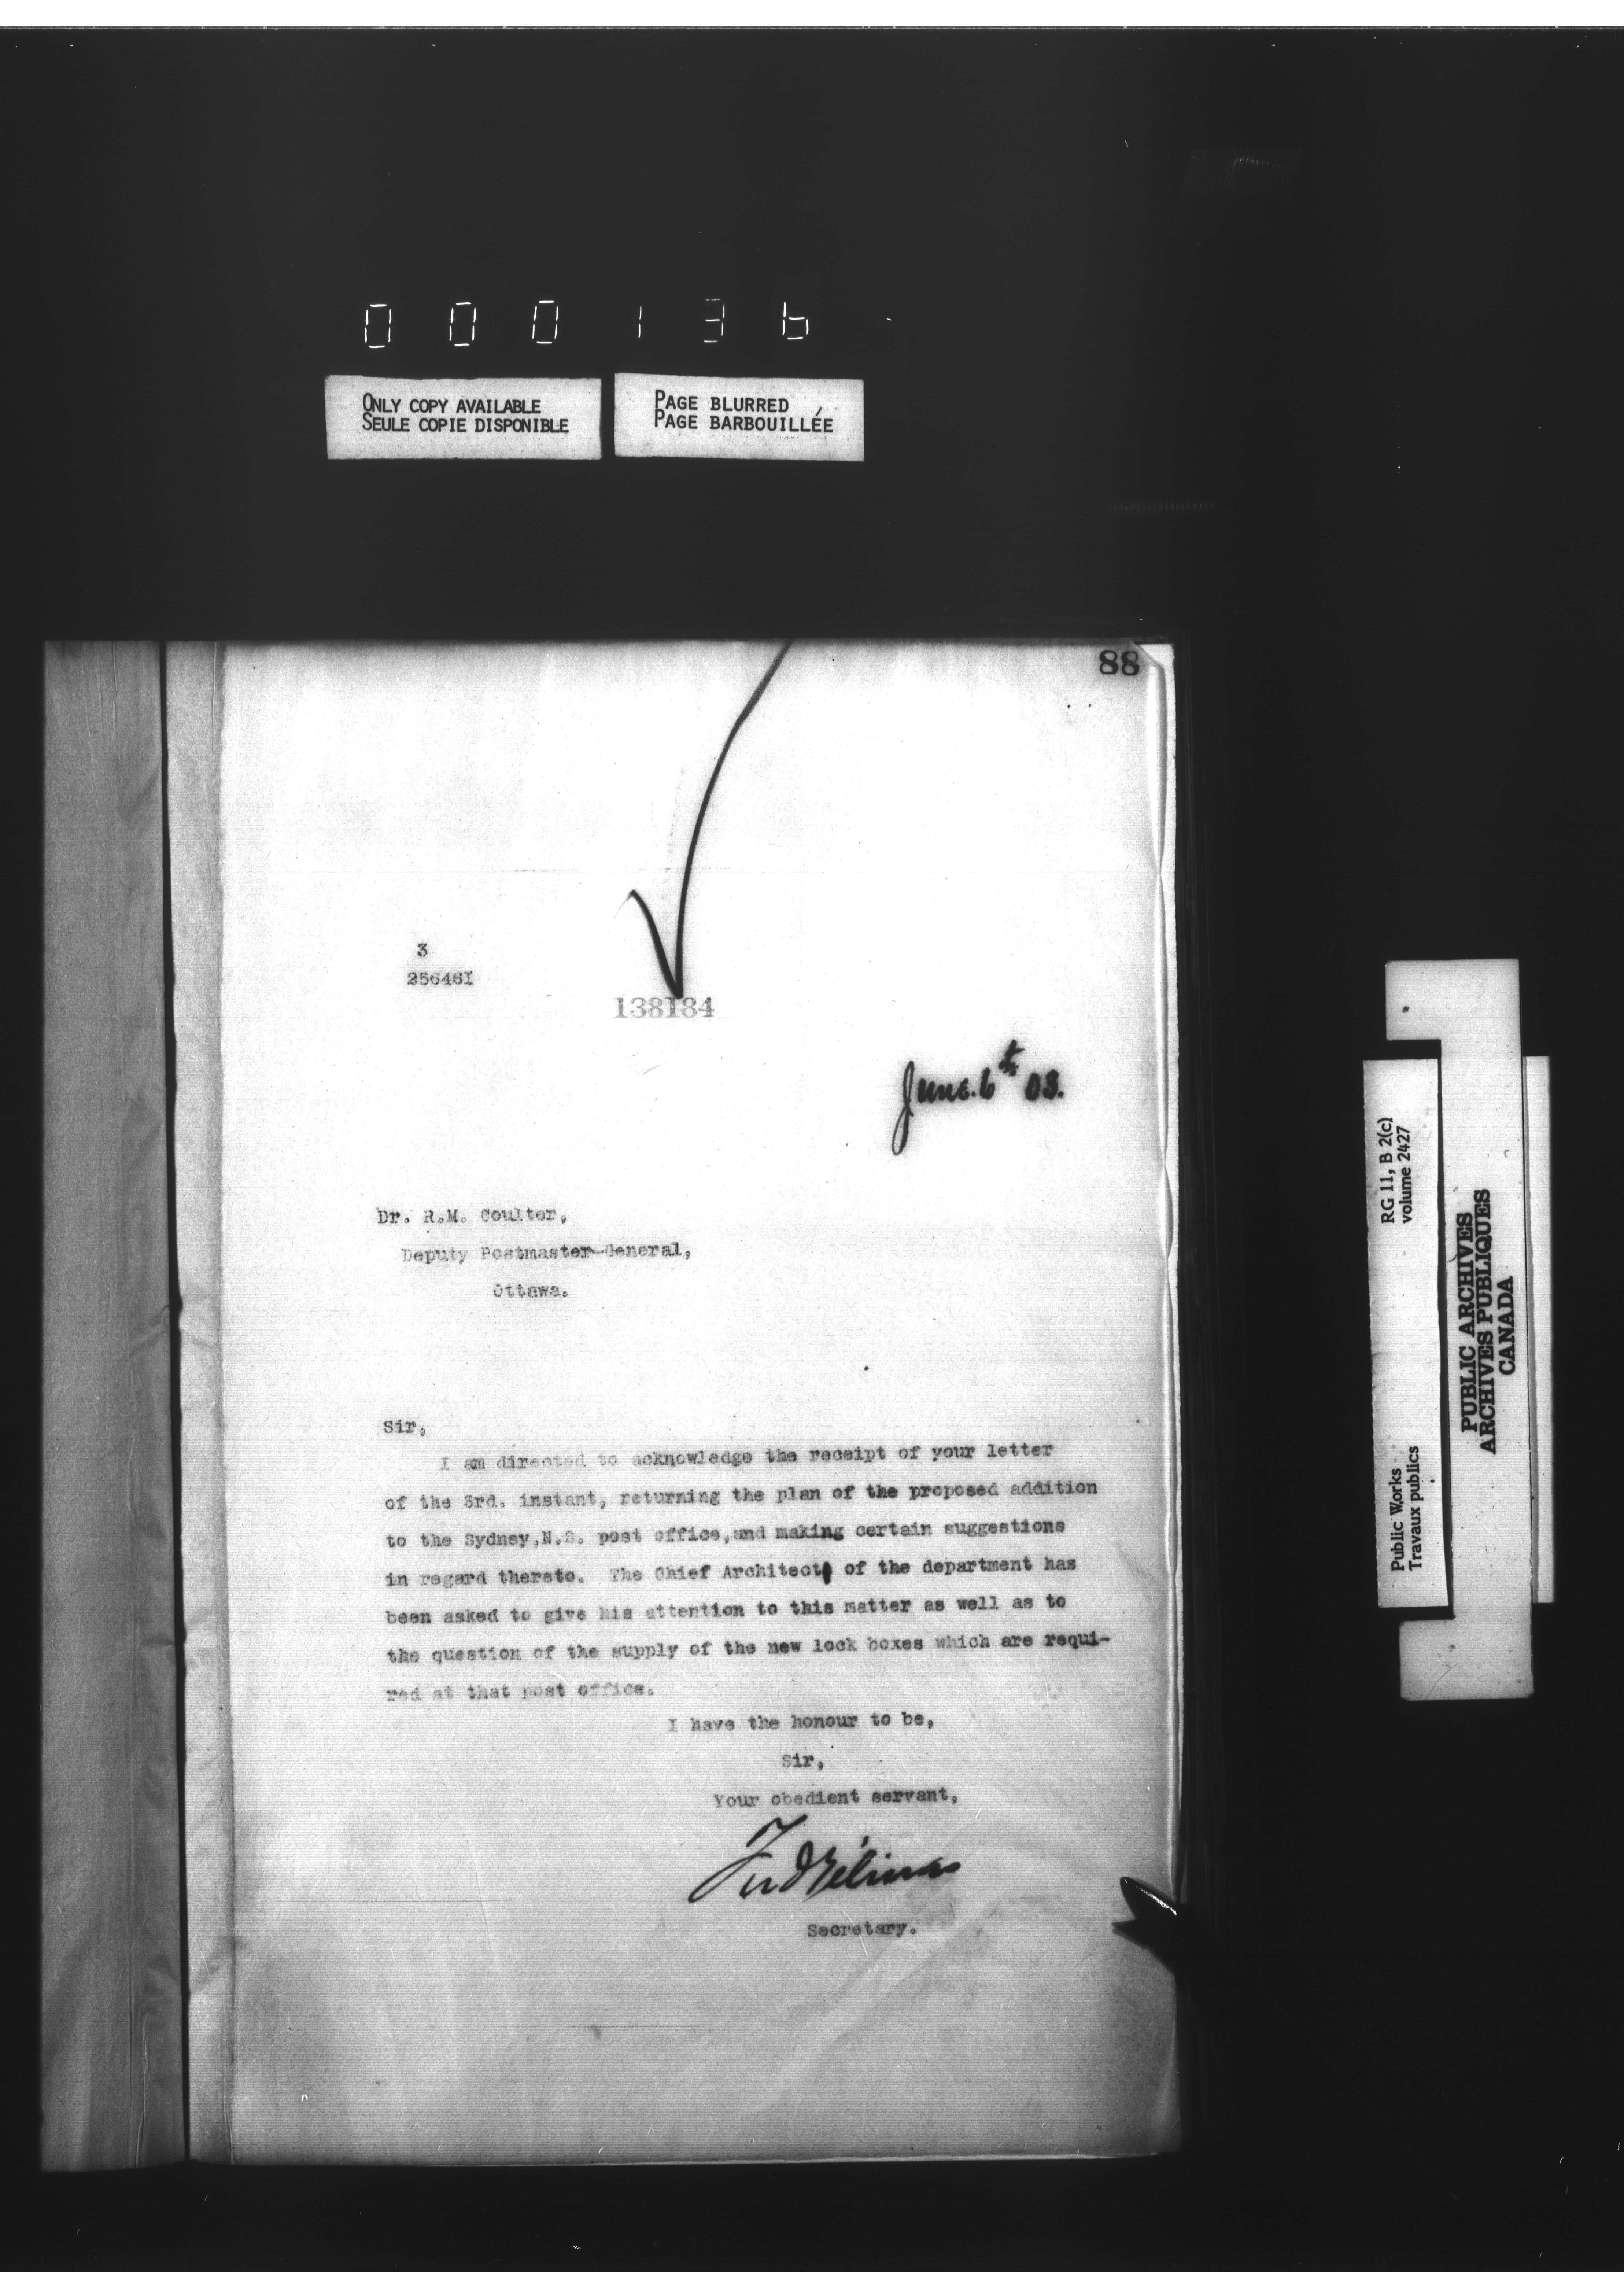 000136
ONLY COPY AVAILABLE
SEULE COPIE DISPONIBLE
PAGE BLURRED
PAGE BARBOUILLÉE
88
3
256461
138184
June. 6th 03.
Dr. R.M. Coulter,
Deputy Postmaster-General,
Ottawa.
Sir,
I am directed to acknowledge the receipt of your letter
of the 3rd. instant, returning the plan of the proposed addition
to the Sydney,N.S. post office,and making certain suggestions
in regard thereto. The Chief Architect of the department has
been asked to give his attention to this matter as well as to
the question of the supply of the new lock boxes which are requi-
red at that post office.
I have the honour to be,
Sir,
Your obedient servant,
Fred Gélinas
Secretary.
RG 11, B 2(c)
volume 2427
Public Works
Travaux publics
PUBLIC ARCHIVES
ARCHIVES PUBLIQUES
CANADA